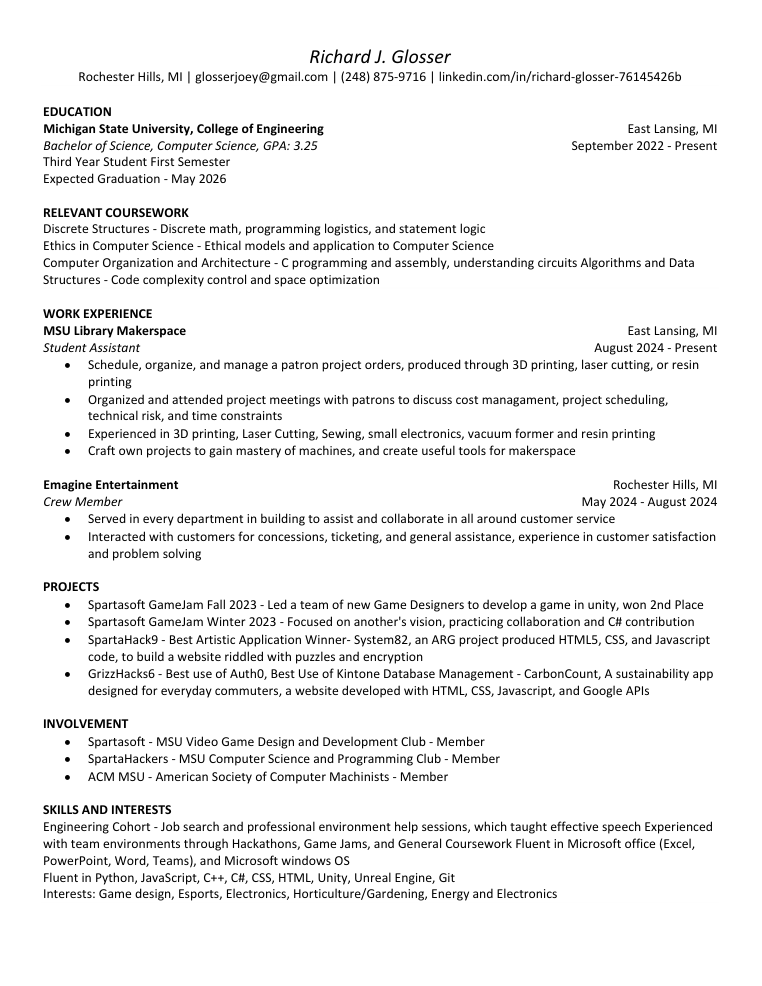 Richard J. Glosser
Rochester Hills, MI | glosserjoey@gmail.com | (248) 875-9716 | linkedin.com/in/richard-glosser-76145426b
EDUCATION
Michigan State University, College of Engineering East Lansing, MI
Bachelor of Science, Computer Science, GPA: 3.25 September 2022 - Present
Third Year Student First Semester
Expected Graduation - May 2026
RELEVANT COURSEWORK
Discrete Structures - Discrete math, programming logistics, and statement logic
Ethics in Computer Science - Ethical models and application to Computer Science
Computer Organization and Architecture - C programming and assembly, understanding circuits Algorithms and Data
Structures - Code complexity control and space optimization
WORK EXPERIENCE
MSU Library Makerspace East Lansing, MI
Student Assistant August 2024 - Present
• Schedule, organize, and manage a patron project orders, produced through 3D printing, laser cutting, or resin
printing
• Organized and attended project meetings with patrons to discuss cost managament, project scheduling,
technical risk, and time constraints
• Experienced in 3D printing, Laser Cutting, Sewing, small electronics, vacuum former and resin printing
• Craft own projects to gain mastery of machines, and create useful tools for makerspace
Emagine Entertainment Rochester Hills, MI
Crew Member May 2024 - August 2024
• Served in every department in building to assist and collaborate in all around customer service
• Interacted with customers for concessions, ticketing, and general assistance, experience in customer satisfaction
and problem solving
PROJECTS
• Spartasoft GameJam Fall 2023 - Led a team of new Game Designers to develop a game in unity, won 2nd Place
• Spartasoft GameJam Winter 2023 - Focused on another's vision, practicing collaboration and C# contribution
• SpartaHack9 - Best Artistic Application Winner- System82, an ARG project produced HTML5, CSS, and Javascript
code, to build a website riddled with puzzles and encryption
• GrizzHacks6 - Best use of Auth0, Best Use of Kintone Database Management - CarbonCount, A sustainability app
designed for everyday commuters, a website developed with HTML, CSS, Javascript, and Google APIs
INVOLVEMENT
• Spartasoft - MSU Video Game Design and Development Club - Member
• SpartaHackers - MSU Computer Science and Programming Club - Member
• ACM MSU - American Society of Computer Machinists - Member
SKILLS AND INTERESTS
Engineering Cohort - Job search and professional environment help sessions, which taught effective speech Experienced
with team environments through Hackathons, Game Jams, and General Coursework Fluent in Microsoft office (Excel,
PowerPoint, Word, Teams), and Microsoft windows OS
Fluent in Python, JavaScript, C++, C#, CSS, HTML, Unity, Unreal Engine, Git
Interests: Game design, Esports, Electronics, Horticulture/Gardening, Energy and Electronics